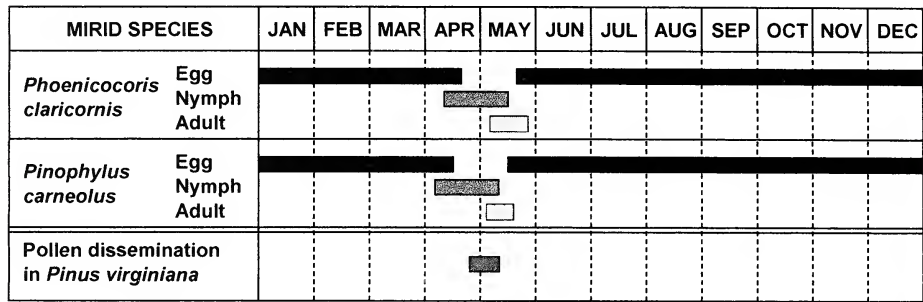 MIRID SPECIES JAN FEB MAR APR MAY JUN JUL AUG SEP OCT NOV DEC
Phoenicocoris Egg
claricornis Nymph
Adult
Pinophylus Egg
carneolus Nymph
Adult
Pollen dissemination
in Pinus virginiana